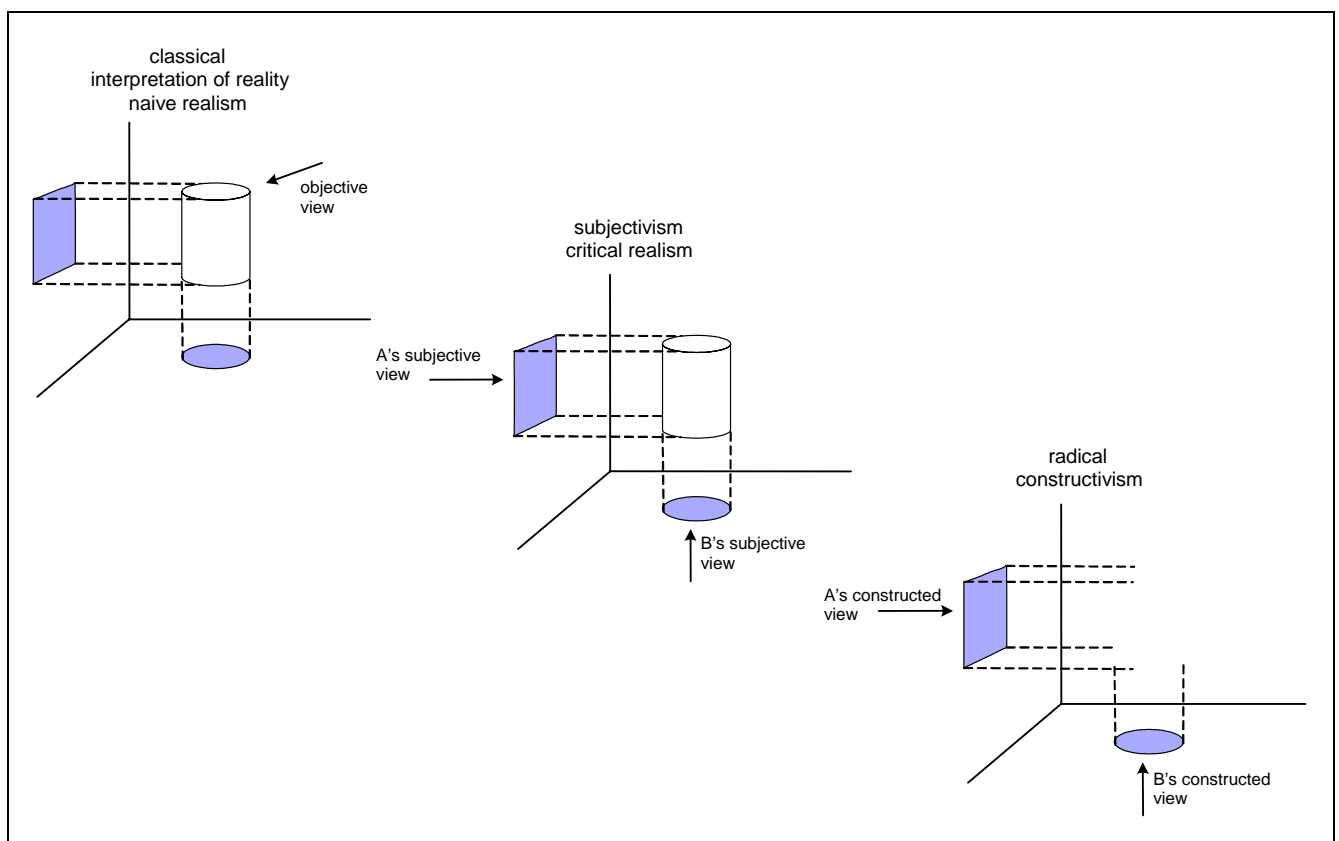 classical
interpretation of reality
naive realism
objective
view
subjectivism
critical realism
A's subjective
view
B's subjective
view
radical
constructivism
A's constructed
view
B's constructed
view